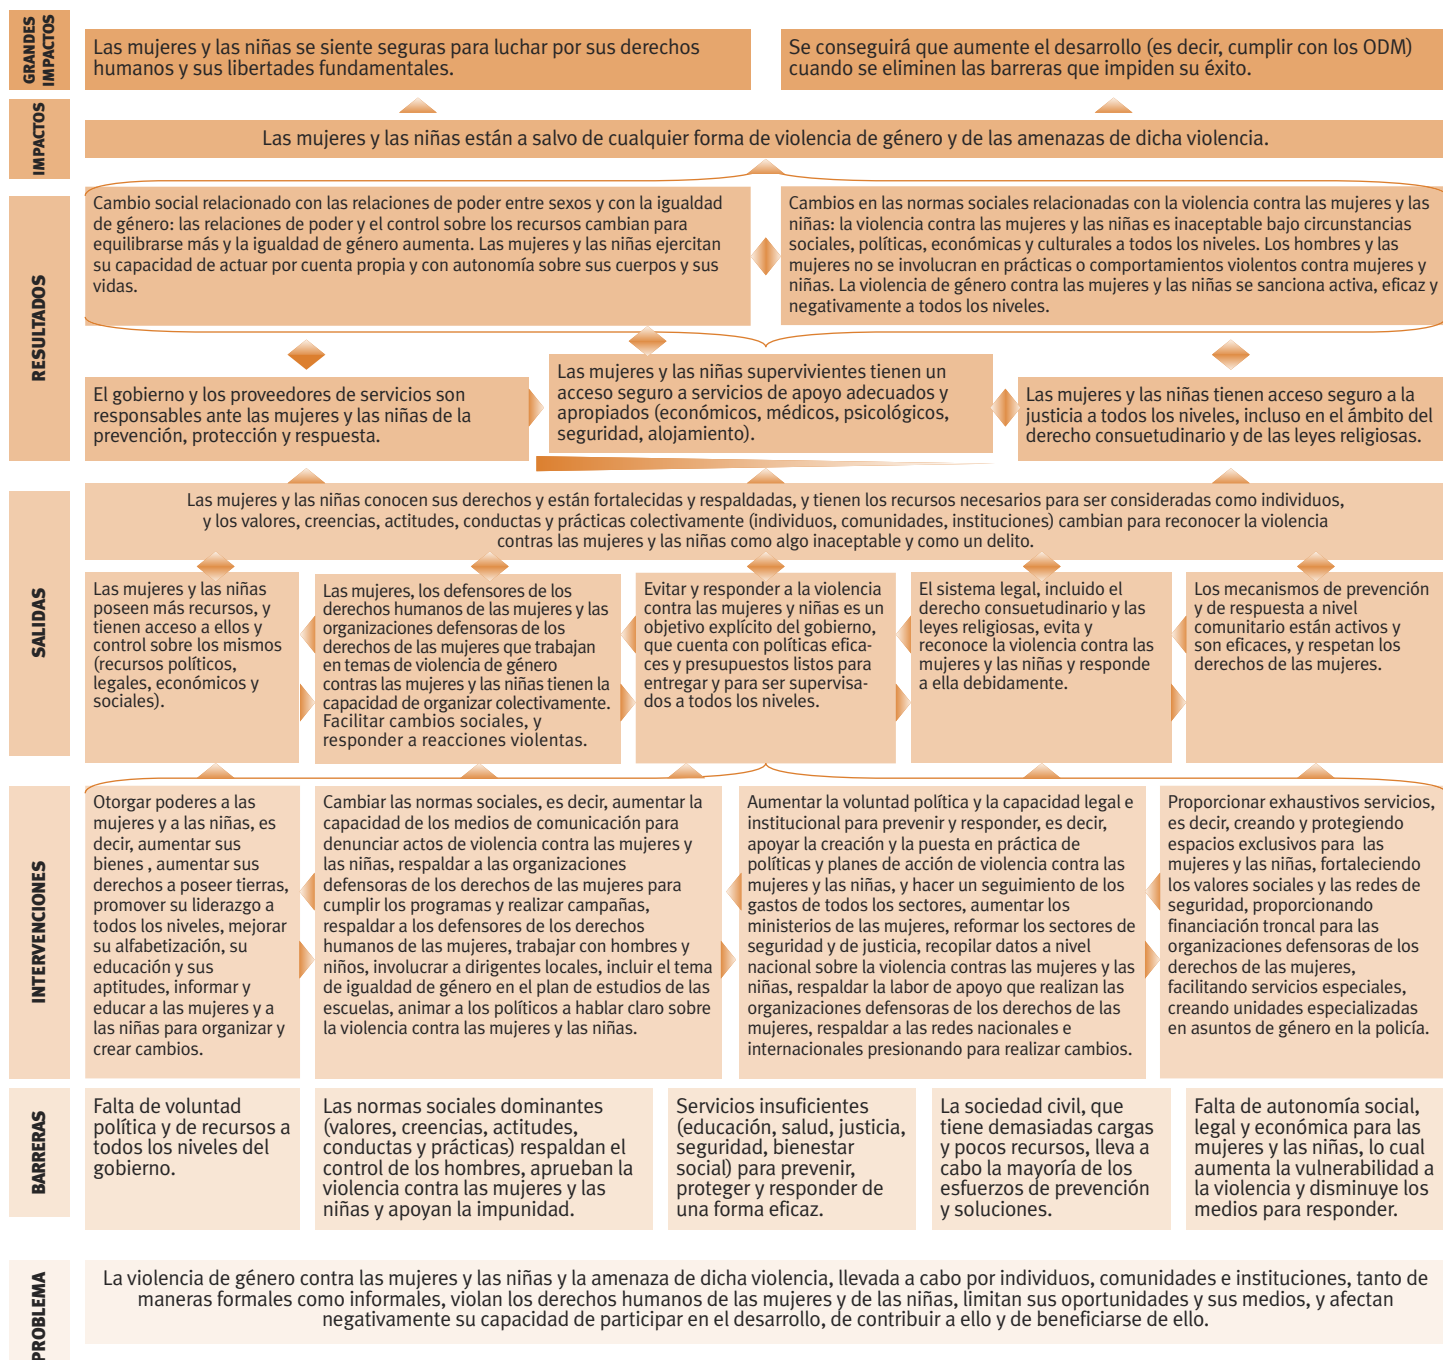 GRANDES
IMPACTOS
Las mujeres y las niñas se siente seguras para luchar por sus derechos
humanos y sus libertades fundamentales.
Se conseguirá que aumente el desarrollo (es decir, cumplir con los ODM)
cuando se eliminen las barreras que impiden su éxito.
IMPACTOS
Las mujeres y las niñas están a salvo de cualquier forma de violencia de género y de las amenazas de dicha violencia.
RESULTADOS
Cambio social relacionado con las relaciones de poder entre sexos y con la igualdad
de género: las relaciones de poder y el control sobre los recursos cambian para
equilibrarse más y la igualdad de género aumenta. Las mujeres y las niñas ejercitan
su capacidad de actuar por cuenta propia y con autonomía sobre sus cuerpos y sus
vidas.
Cambios en las normas sociales relacionadas con la violencia contra las mujeres y las
niñas: la violencia contra las mujeres y las niñas es inaceptable bajo circunstancias
sociales, políticas, económicas y culturales a todos los niveles. Los hombres y las
mujeres no se involucran en prácticas o comportamientos violentos contra mujeres y
niñas. La violencia de género contra las mujeres y las niñas se sanciona activa, eficaz y
negativamente a todos los niveles.
El gobierno y los proveedores de servicios son
responsables ante las mujeres y las niñas de la
prevención, protección y respuesta.
Las mujeres y las niñas supervivientes tienen un
acceso seguro a servicios de apoyo adecuados y
apropiados (económicos, médicos, psicológicos,
seguridad, alojamiento).
Las mujeres y las niñas tienen acceso seguro a la
justicia a todos los niveles, incluso en el ámbito del
derecho consuetudinario y de las leyes religiosas.
SALIDAS
Las mujeres y las niñas conocen sus derechos y están fortalecidas y respaldadas, y tienen los recursos necesarios para ser consideradas como individuos,
y los valores, creencias, actitudes, conductas y prácticas colectivamente (individuos, comunidades, instituciones) cambian para reconocer la violencia
contras las mujeres y las niñas como algo inaceptable y como un delito.
Las mujeres y las niñas
poseen más recursos, y
tienen acceso a ellos y
control sobre los mismos
(recursos políticos,
legales, económicos y
sociales).
Las mujeres, los defensores de los
derechos humanos de las mujeres y las
organizaciones defensoras de los
derechos de las mujeres que trabajan
en temas de violencia de género
contras las mujeres y las niñas tienen la
capacidad de organizar colectivamente.
Facilitar cambios sociales, y
responder a reacciones violentas.
Evitar y responder a la violencia
contra las mujeres y niñas es un
objetivo explícito del gobierno,
que cuenta con políticas efica-
ces y presupuestos listos para
entregar y para ser supervisa-
dos a todos los niveles.
El sistema legal, incluido el
derecho consuetudinario y las
leyes religiosas, evita y
reconoce la violencia contra las
mujeres y las niñas y responde
a ella debidamente.
Los mecanismos de prevención
y de respuesta a nivel
comunitario están activos y
son eficaces, y respetan los
derechos de las mujeres.
INTERVENCIONES
Otorgar poderes a las
mujeres y a las niñas, es
decir, aumentar sus
bienes , aumentar sus
derechos a poseer tierras,
promover su liderazgo a
todos los niveles, mejorar
su alfabetización, su
educación y sus
aptitudes, informar y
educar a las mujeres y a
las niñas para organizar y
crear cambios.
Cambiar las normas sociales, es decir, aumentar la
capacidad de los medios de comunicación para
denunciar actos de violencia contra las mujeres y
las niñas, respaldar a las organizaciones
defensoras de los derechos de las mujeres para
cumplir los programas y realizar campañas,
respaldar a los defensores de los derechos
humanos de las mujeres, trabajar con hombres y
niños, involucrar a dirigentes locales, incluir el tema
de igualdad de género en el plan de estudios de las
escuelas, animar a los políticos a hablar claro sobre
la violencia contra las mujeres y las niñas.
Aumentar la voluntad política y la capacidad legal e
institucional para prevenir y responder, es decir,
apoyar la creación y la puesta en práctica de
políticas y planes de acción de violencia contra las
mujeres y las niñas, y hacer un seguimiento de los
gastos de todos los sectores, aumentar los
ministerios de las mujeres, reformar los sectores de
seguridad y de justicia, recopilar datos a nivel
nacional sobre la violencia contras las mujeres y las
niñas, respaldar la labor de apoyo que realizan las
organizaciones defensoras de los derechos de las
mujeres, respaldar a las redes nacionales e
internacionales presionando para realizar cambios.
Proporcionar exhaustivos servicios,
es decir, creando y protegiendo
espacios exclusivos para las
mujeres y las niñas, fortaleciendo
los valores sociales y las redes de
seguridad, proporcionando
financiación troncal para las
organizaciones defensoras de los
derechos de las mujeres,
facilitando servicios especiales,
creando unidades especializadas
en asuntos de género en la policía.
BARRERAS
Falta de voluntad
política y de recursos a
todos los niveles del
gobierno.
Las normas sociales dominantes
(valores, creencias, actitudes,
conductas y prácticas) respaldan el
control de los hombres, aprueban la
violencia contra las mujeres y las
niñas y apoyan la impunidad.
Servicios insuficientes
(educación, salud, justicia,
seguridad, bienestar
social) para prevenir,
proteger y responder de
una forma eficaz.
La sociedad civil, que
tiene demasiadas cargas
y pocos recursos, lleva a
cabo la mayoría de los
esfuerzos de prevención
y soluciones.
Falta de autonomía social,
legal y económica para las
mujeres y las niñas, lo cual
aumenta la vulnerabilidad a
la violencia y disminuye los
medios para responder.
PROBLEMA
La violencia de género contra las mujeres y las niñas y la amenaza de dicha violencia, llevada a cabo por individuos, comunidades e instituciones, tanto de
maneras formales como informales, violan los derechos humanos de las mujeres y de las niñas, limitan sus oportunidades y sus medios, y afectan
negativamente su capacidad de participar en el desarrollo, de contribuir a ello y de beneficiarse de ello.